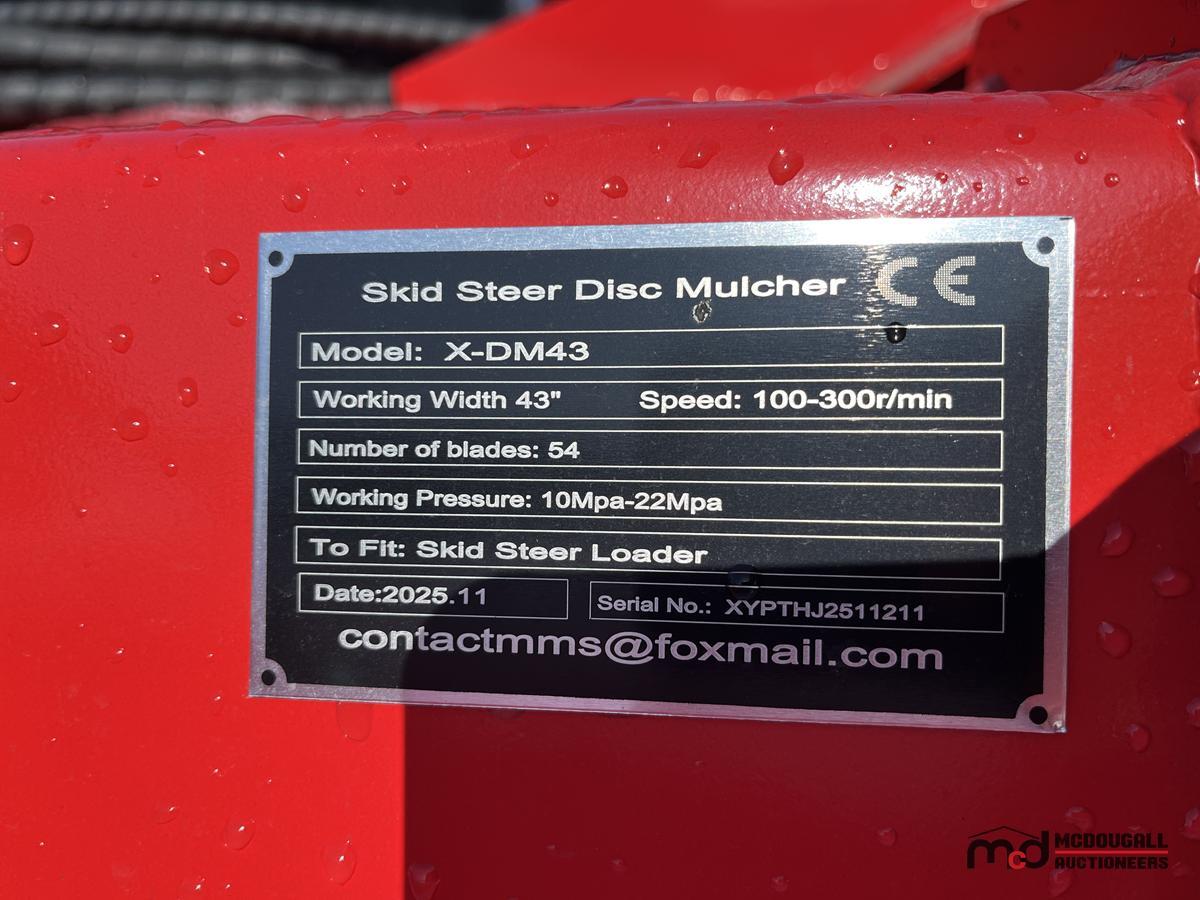 Skid Steer Disc Mulcher CE
Model: X-DM43
Working Width 43" Speed: 100-300r/min
Number of blades: 54
Working Pressure: 10Mpa-22Mpa
To Fit: Skid Steer Loader
Date:2025.11 Serial No.: XYPTHJ2511211
contactmms@foxmail.com
mcd MCDOUGALL
AUCTIONEERS